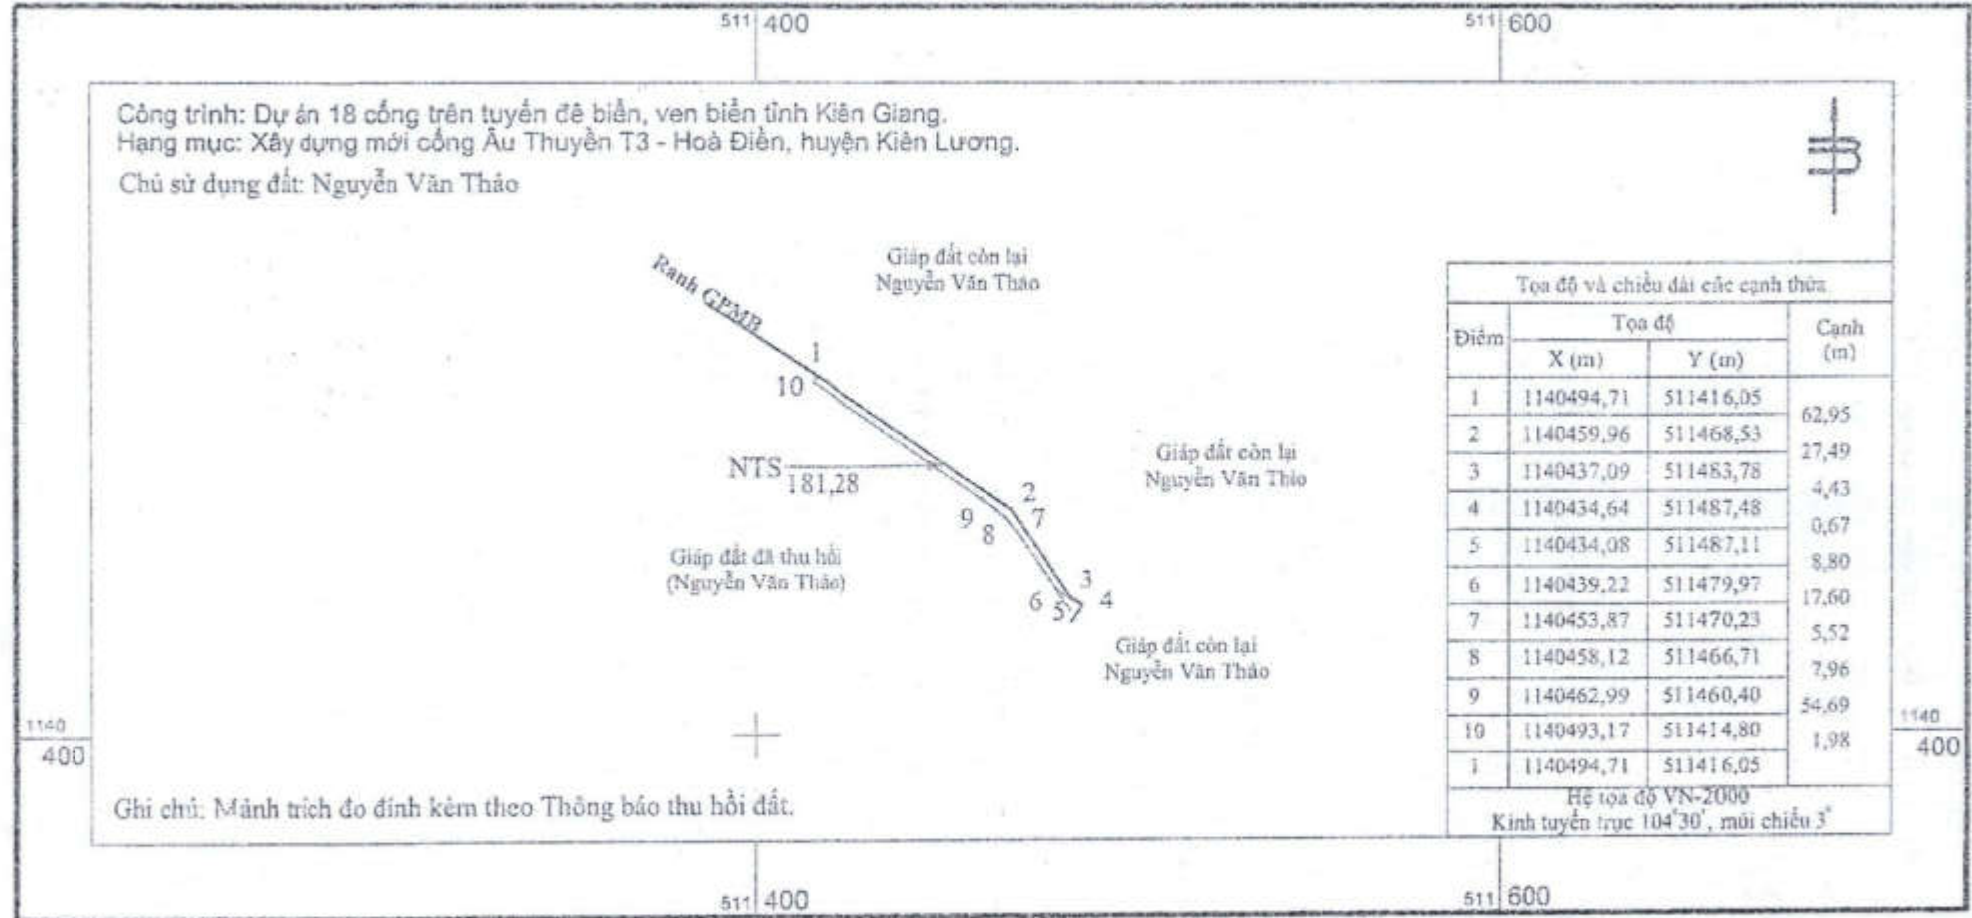 511 400
511 600
Công trình: Dự án 18 cống trên tuyến đê biển, ven biển tỉnh Kiên Giang.
Hạng mục: Xây dựng mới cống Âu Thuyền T3 - Hoà Điền, huyện Kiên Lương.
Chủ sử dụng đất: Nguyễn Văn Thảo
B
Giáp đất còn lại
Nguyễn Văn Thảo
Ranh GPMB
1
10
NTS
181,28
Giáp đất còn lại
Nguyễn Văn Thảo
2
9
7
8
Giáp đất đã thu hồi
(Nguyễn Văn Thảo)
3
6
5
4
Giáp đất còn lại
Nguyễn Văn Thảo
Tọa độ và chiều dài các cạnh thửa
Điểm
Tọa độ
Cạnh
(m)
X (m)
Y (m)
1 1140494,71 511416,05
62,95
2 1140459,96 511468,53
27,49
3 1140437,09 511483,78
4,43
4 1140434,64 511487,48
0,67
5 1140434,08 511487,11
8,80
6 1140439,22 511479,97
17,60
7 1140453,87 511470,23
5,52
8 1140458,12 511466,71
7,96
9 1140462,99 511460,40
54,69
10 1140493,17 511414,80
1,98
1 1140494,71 511416,05
Hệ tọa độ VN-2000
Kinh tuyến trục 104°30', múi chiếu 3°
1140
400
1140
400
Ghi chú: Mảnh trích đo đính kèm theo Thông báo thu hồi đất.
511 400
511 600